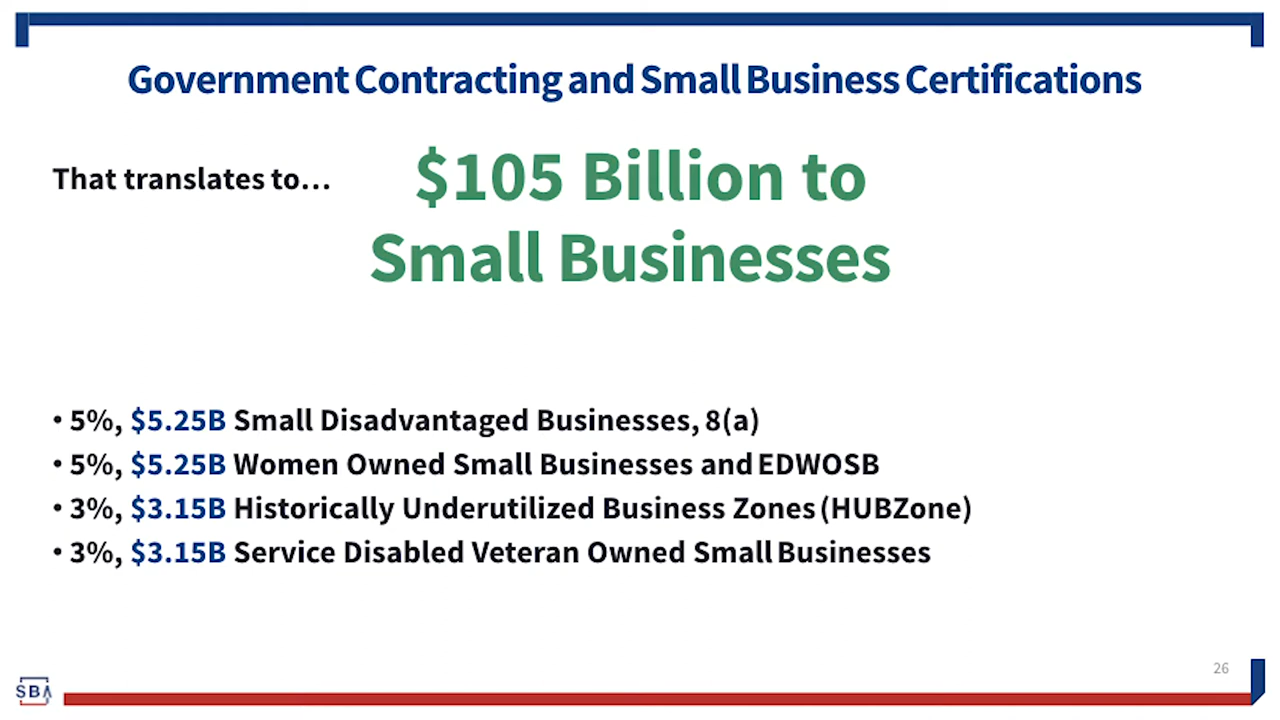 Government Contracting and Small Business Certifications
That translates to…
$105 Billion to
Small Businesses
• 5%, $5.25B Small Disadvantaged Businesses, 8(a)
• 5%, $5.25B Women Owned Small Businesses and EDWOSB
• 3%, $3.15B Historically Underutilized Business Zones (HUBZone)
• 3%, $3.15B Service Disabled Veteran Owned Small Businesses
26
SBA